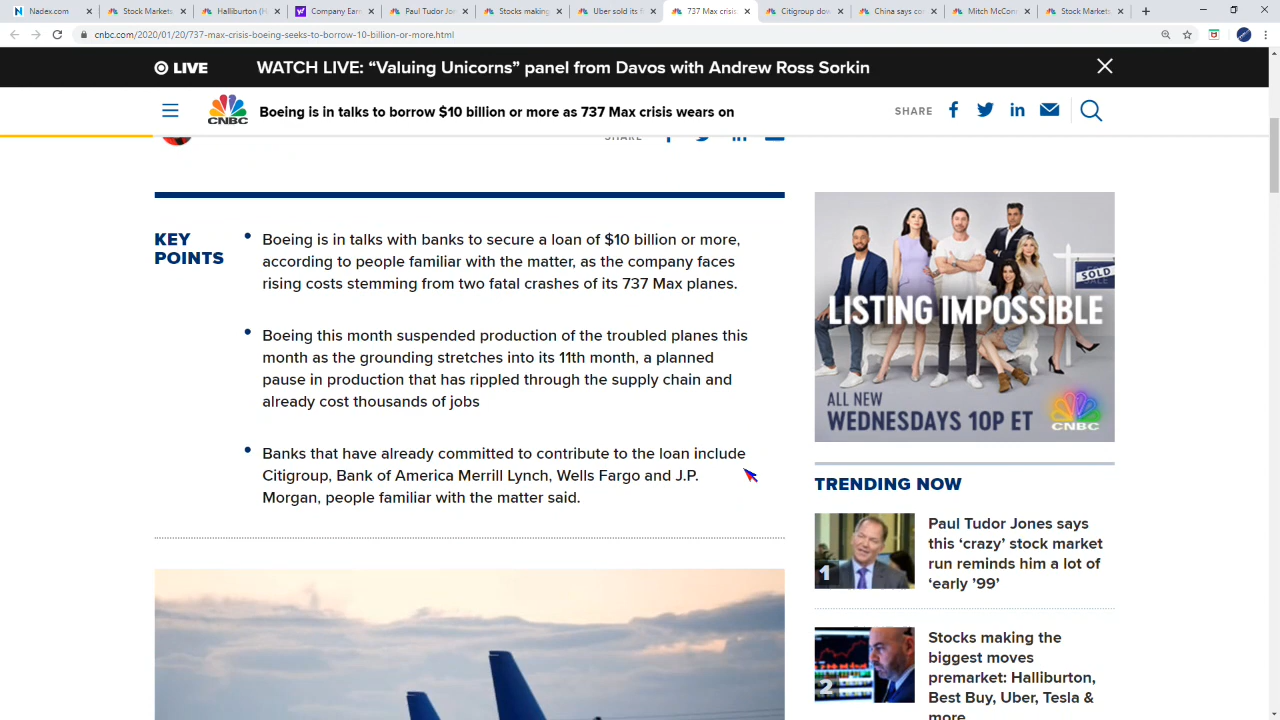 Nadex.com
Stock Markets
Halliburton (H
Company Earn
Paul Tudor Jon
Stocks making
Uber sold its I
737 Max crisis
Citigroup dow
China says co
Mitch McCon
Stock Markets
cnbc.com/2020/01/20/737-max-crisis-boeing-seeks-to-borrow-10-billion-or-more.html
LIVE
WATCH LIVE: “Valuing Unicorns” panel from Davos with Andrew Ross Sorkin
CNBC
Boeing is in talks to borrow $10 billion or more as 737 Max crisis wears on
SHARE
SHARE
KEY
POINTS
Boeing is in talks with banks to secure a loan of $10 billion or more,
according to people familiar with the matter, as the company faces
rising costs stemming from two fatal crashes of its 737 Max planes.
Boeing this month suspended production of the troubled planes this
month as the grounding stretches into its 11th month, a planned
pause in production that has rippled through the supply chain and
already cost thousands of jobs
Banks that have already committed to contribute to the loan include
Citigroup, Bank of America Merrill Lynch, Wells Fargo and J.P.
Morgan, people familiar with the matter said.
SOLD
LISTING IMPOSSIBLE
ALL NEW
WEDNESDAYS 10P ET
CNBC
TRENDING NOW
1
Paul Tudor Jones says
this ‘crazy’ stock market
run reminds him a lot of
‘early ’99’
2
Stocks making the
biggest moves
premarket: Halliburton,
Best Buy, Uber, Tesla &
more